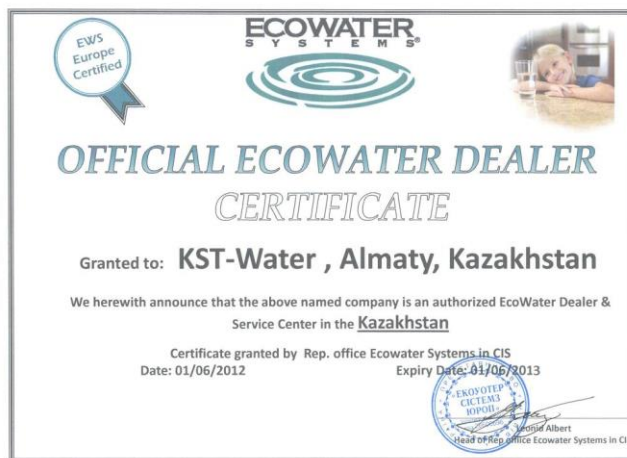 EWS
Europe
Certified
ECOWATER
SYSTEMS®
OFFICIAL ECOWATER DEALER
CERTIFICATE
Granted to: KST-Water , Almaty, Kazakhstan
We herewith announce that the above named company is an authorized EcoWater Dealer &
Service Center in the Kazakhstan
Certificate granted by Rep. office Ecowater Systems in CIS
Date: 01/06/2012 Expiry Date: 01/06/2013
"ЕКОУОТЕР
СІСТЕМЗ
ЮРОП"
Leonid Albert
Head of Rep office Ecowater Systems in CI